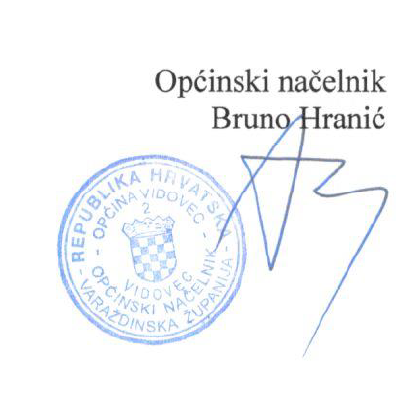 Općinski načelnik
Bruno Hranić
REPUBLIKA HRVATSKA
- VARAŽDINSKA ŽUPANIJA -
- OPĆINA VIDOVEC -
2
VIDOVEC
OPĆINSKI NAČELNIK